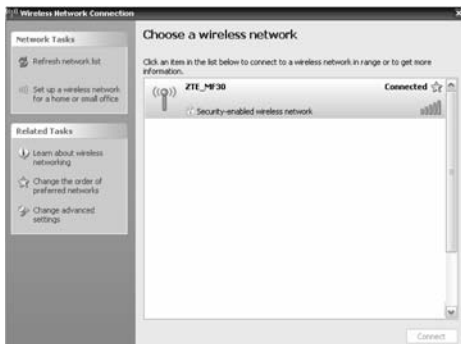 Wireless Network Connection
Network Tasks
Refresh network list
Set up a wireless network
for a home or small office
Related Tasks
Learn about wireless
networking
Change the order of
preferred networks
Change advanced
settings
Choose a wireless network
Click an item in the list below to connect to a wireless network in range or to get more
information.
ZTE_MF30
Connected
Security-enabled wireless network
Connect